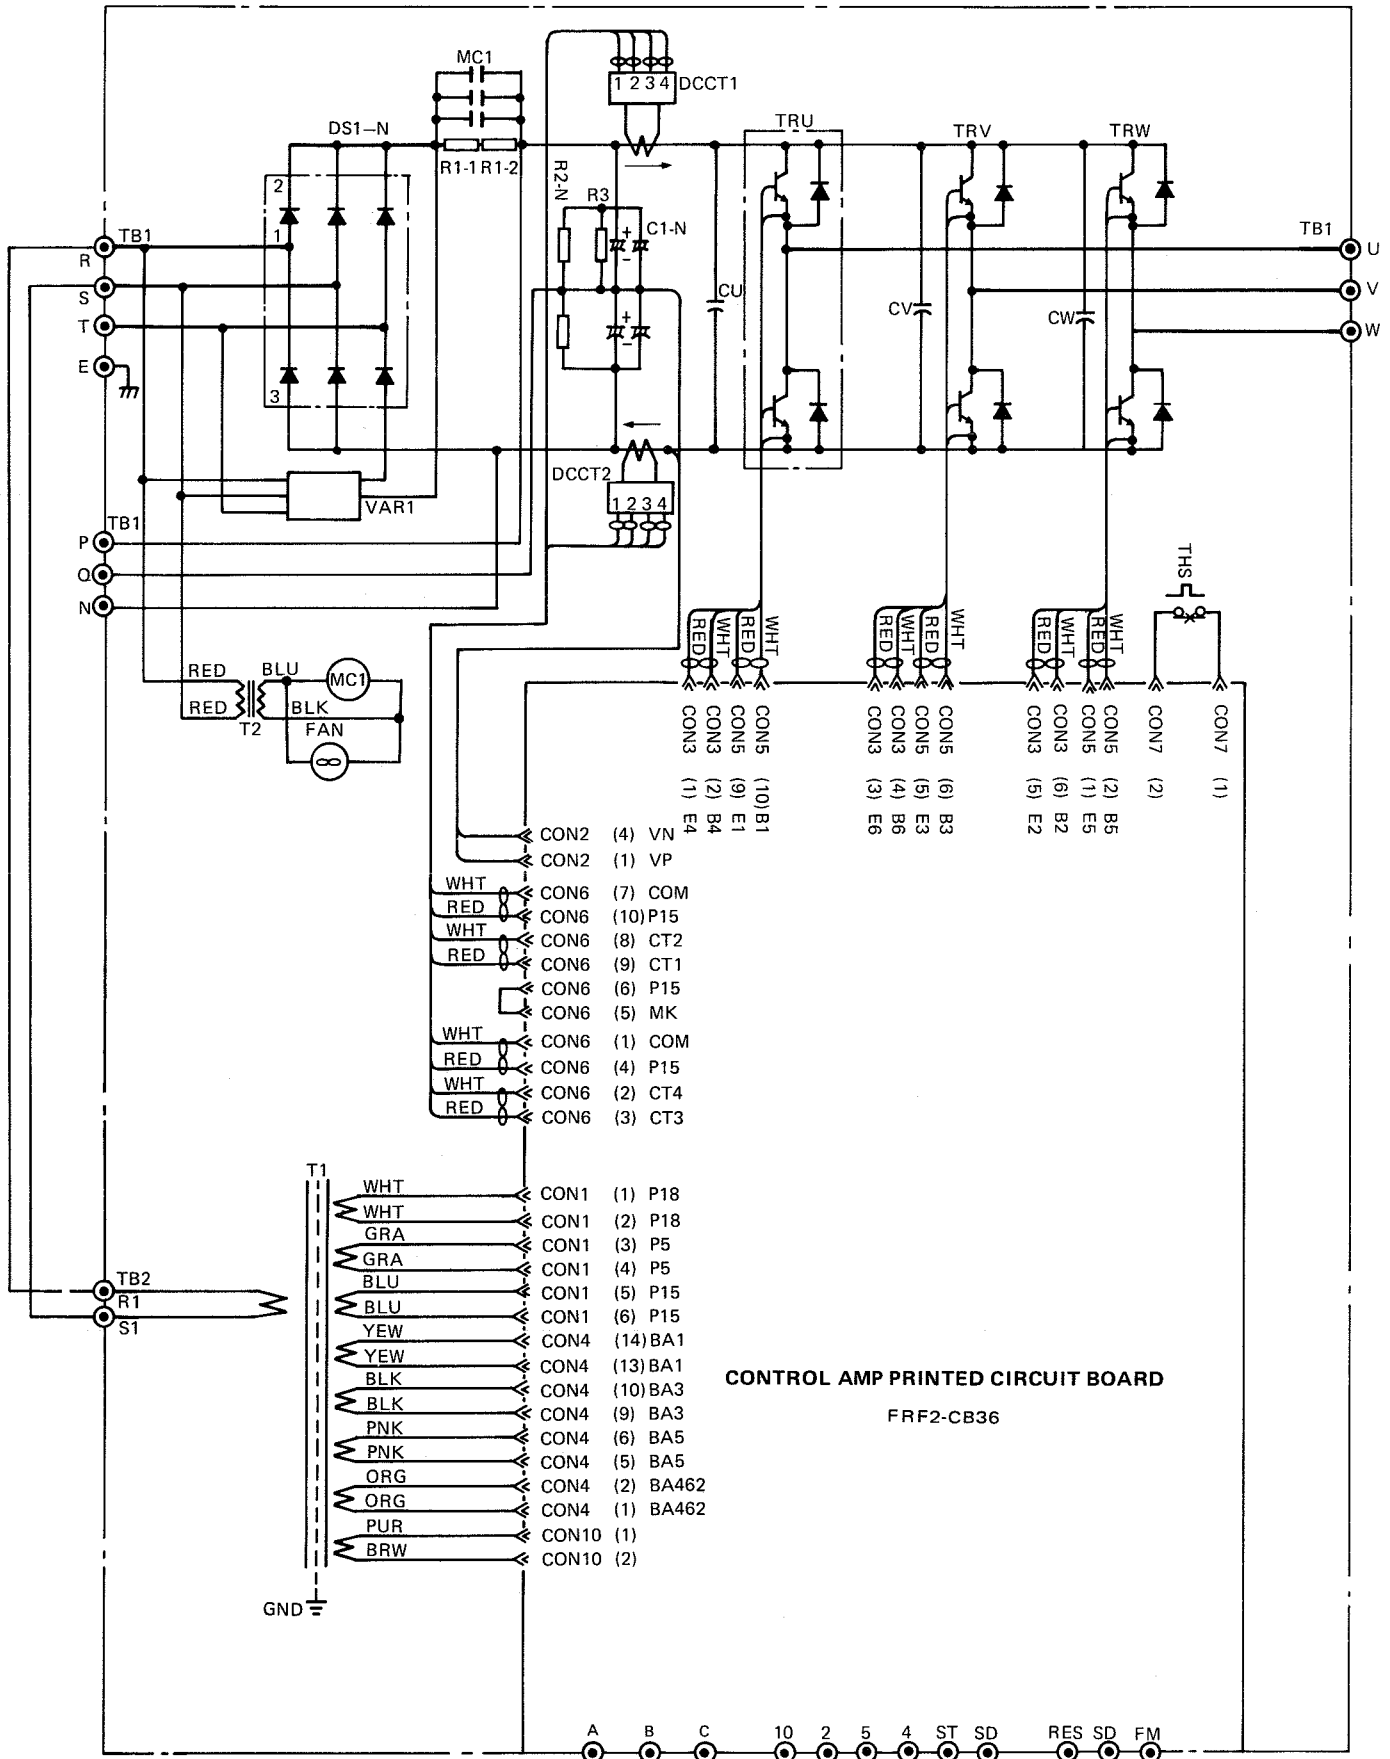 MC1
1 2 3 4 DCCT1
DS1–N
R1-1 R1-2
R2-N
R3
+
–
C1-N
+
–
TRU
TRV
TRW
2
1
3
TB1
R
S
T
E
CU
CV
CW
TB1
U
V
W
DCCT2
1 2 3 4
VAR1
TB1
P
Q
N
THS
RED
WHT
RED
WHT
RED
WHT
RED
WHT
RED
WHT
RED
WHT
RED
RED
T2
BLU
BLK
MC1
FAN
CON3 (1) E4
CON3 (2) B4
CON5 (9) E1
CON5 (10) B1
CON3 (3) E6
CON3 (4) B6
CON5 (5) E3
CON5 (6) B3
CON3 (5) E2
CON3 (6) B2
CON5 (1) E5
CON5 (2) B5
CON7 (2)
CON7 (1)
CON2 (4) VN
CON2 (1) VP
WHT CON6 (7) COM
RED CON6 (10) P15
WHT CON6 (8) CT2
RED CON6 (9) CT1
CON6 (6) P15
CON6 (5) MK
WHT CON6 (1) COM
RED CON6 (4) P15
WHT CON6 (2) CT4
RED CON6 (3) CT3
T1
WHT CON1 (1) P18
WHT CON1 (2) P18
GRA CON1 (3) P5
GRA CON1 (4) P5
BLU CON1 (5) P15
BLU CON1 (6) P15
YEW CON4 (14) BA1
YEW CON4 (13) BA1
BLK CON4 (10) BA3
BLK CON4 (9) BA3
PNK CON4 (6) BA5
PNK CON4 (5) BA5
ORG CON4 (2) BA462
ORG CON4 (1) BA462
PUR CON10 (1)
BRW CON10 (2)
TB2
R1
S1
GND
CONTROL AMP PRINTED CIRCUIT BOARD
FRF2-CB36
A B C 10 2 5 4 ST SD RES SD FM